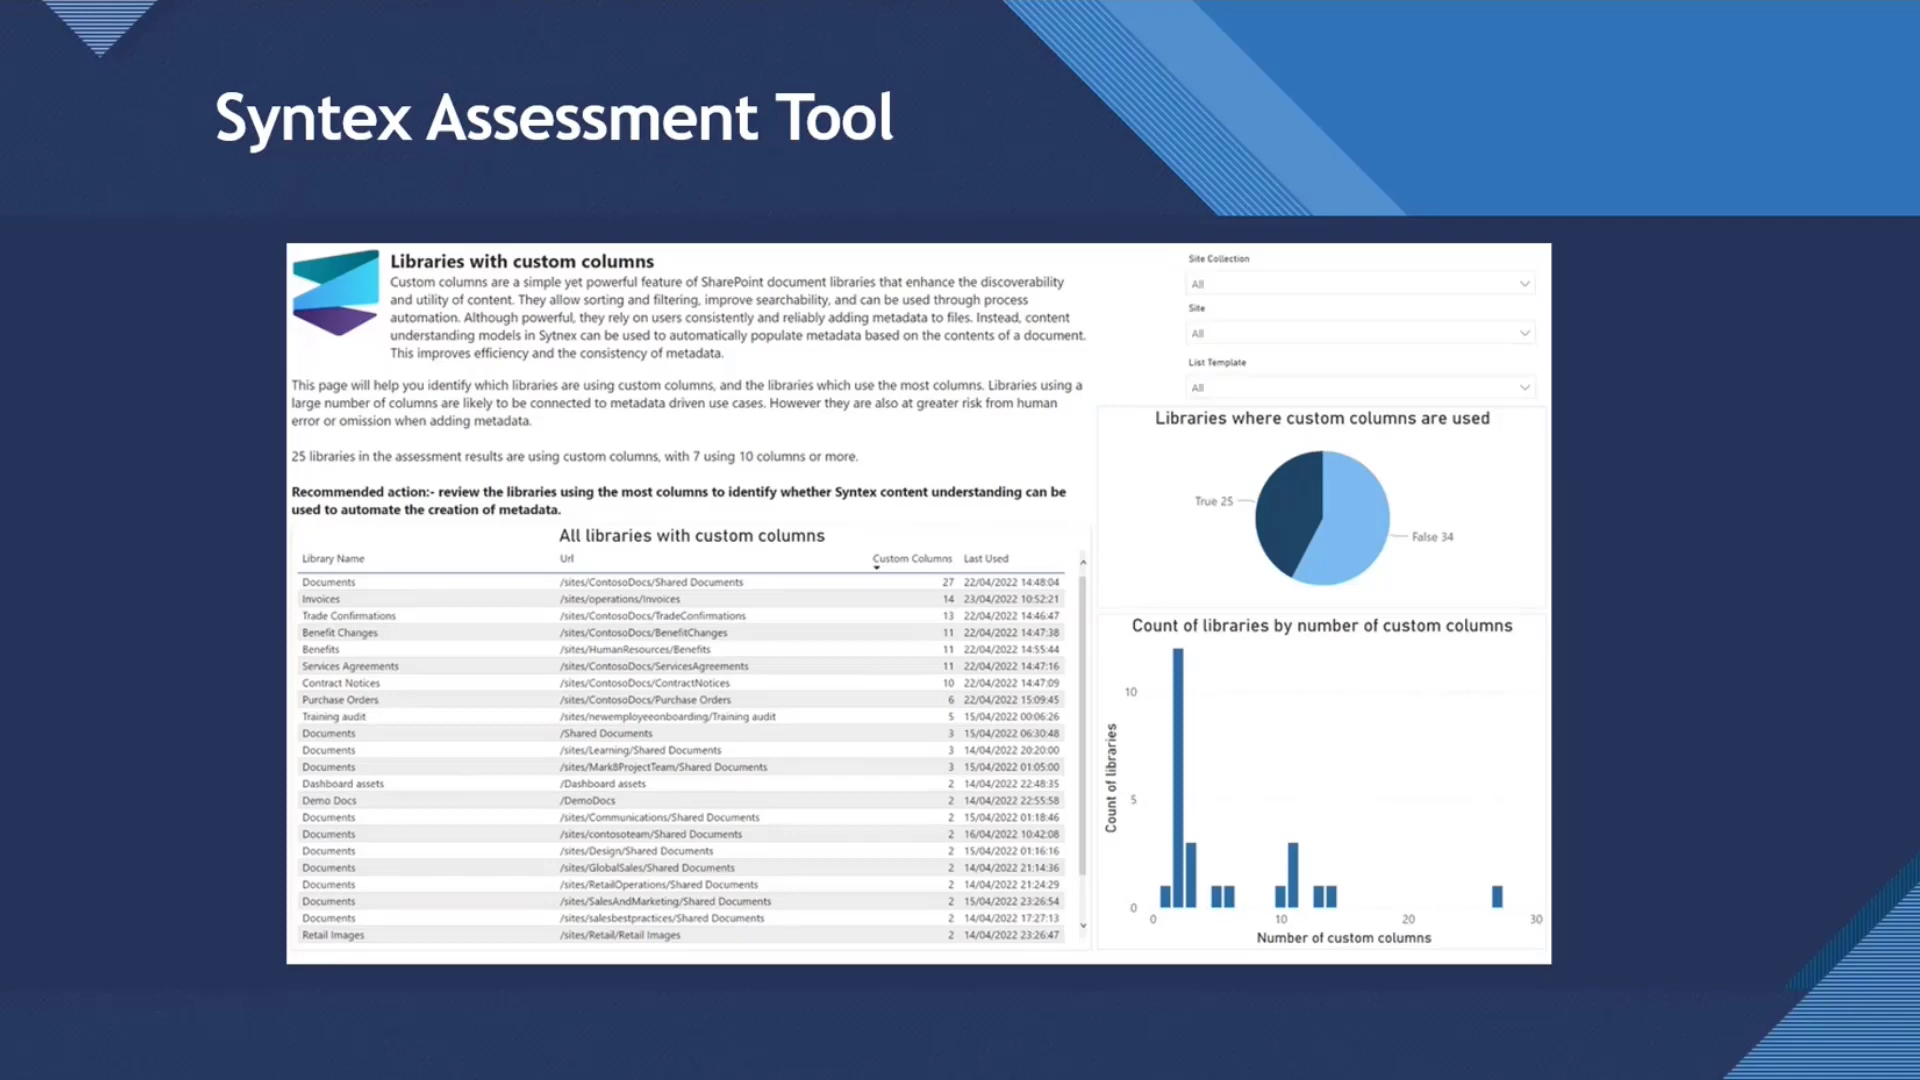 Syntex Assessment Tool
Libraries with custom columns
Custom columns are a simple yet powerful feature of SharePoint document libraries that enhance the discoverability
and utility of content. They allow sorting and filtering, improve searchability, and can be used through process
automation. Although powerful, they rely on users consistently and reliably adding metadata to files. Instead, content
understanding models in Sytnex can be used to automatically populate metadata based on the contents of a document.
This improves efficiency and the consistency of metadata.
This page will help you identify which libraries are using custom columns, and the libraries which use the most columns. Libraries using a
large number of columns are likely to be connected to metadata driven use cases. However they are also at greater risk from human
error or omission when adding metadata.
25 libraries in the assessment results are using custom columns, with 7 using 10 columns or more.
Recommended action:- review the libraries using the most columns to identify whether Syntex content understanding can be
used to automate the creation of metadata.
All libraries with custom columns
Library Name Url Custom Columns Last Used
Documents /sites/ContosoDocs/Shared Documents 27 22/04/2022 14:48:04
Invoices /sites/operations/Invoices 14 23/04/2022 10:52:21
Trade Confirmations /sites/ContosoDocs/TradeConfirmations 13 22/04/2022 14:46:47
Benefit Changes /sites/ContosoDocs/BenefitChanges 11 22/04/2022 14:47:38
Benefits /sites/HumanResources/Benefits 11 22/04/2022 14:55:44
Services Agreements /sites/ContosoDocs/ServicesAgreements 11 22/04/2022 14:47:16
Contract Notices /sites/ContosoDocs/ContractNotices 10 22/04/2022 14:47:09
Purchase Orders /sites/ContosoDocs/Purchase Orders 6 22/04/2022 15:09:45
Training audit /sites/newemployeeonboarding/Training audit 5 15/04/2022 00:06:26
Documents /Shared Documents 3 15/04/2022 06:30:48
Documents /sites/Learning/Shared Documents 3 14/04/2022 20:20:00
Documents /sites/Mark8ProjectTeam/Shared Documents 3 15/04/2022 01:05:00
Dashboard assets /Dashboard assets 2 14/04/2022 22:48:35
Demo Docs /DemoDocs 2 14/04/2022 22:55:58
Documents /sites/Communications/Shared Documents 2 15/04/2022 01:18:46
Documents /sites/contosoteam/Shared Documents 2 16/04/2022 10:42:08
Documents /sites/Design/Shared Documents 2 15/04/2022 01:16:16
Documents /sites/GlobalSales/Shared Documents 2 14/04/2022 21:14:36
Documents /sites/RetailOperations/Shared Documents 2 14/04/2022 21:24:29
Documents /sites/SalesAndMarketing/Shared Documents 2 15/04/2022 23:26:54
Documents /sites/salesbestpractices/Shared Documents 2 14/04/2022 17:27:13
Retail Images /sites/Retail/Retail Images 2 14/04/2022 23:26:47
Site Collection
All
Site
All
List Template
All
Libraries where custom columns are used
True 25
False 34
Count of libraries by number of custom columns
Count of libraries
10
5
0
0 10 20 30
Number of custom columns